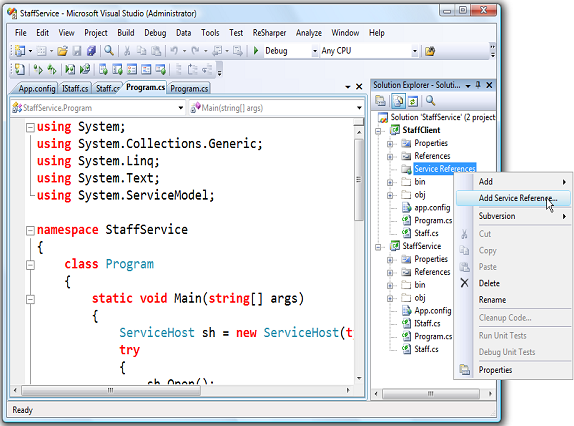 StaffService - Microsoft Visual Studio (Administrator)
File Edit View Project Build Debug Data Tools Test ReSharper Analyze Window Help
Debug Any CPU
App.config IStaff.cs Staff.cs Program.cs Program.cs
StaffService.Program Main(string[] args)
using System;
using System.Collections.Generic;
using System.Linq;
using System.Text;
using System.ServiceModel;
namespace StaffService
{
class Program
{
static void Main(string[] args)
{
ServiceHost sh = new ServiceHost(t
try
{
sh.Open();
Ready
Solution Explorer - Soluti...
Solution 'StaffService' (2 project
StaffClient
Properties
References
Service References
bin
obj
app.config
Program.cs
Staff.cs
StaffService
Properties
References
bin
obj
App.config
IStaff.cs
Program.cs
Staff.cs
Add
Add Service Reference...
Subversion
Cut
Copy
Paste
Delete
Rename
Cleanup Code...
Run Unit Tests
Debug Unit Tests
Properties